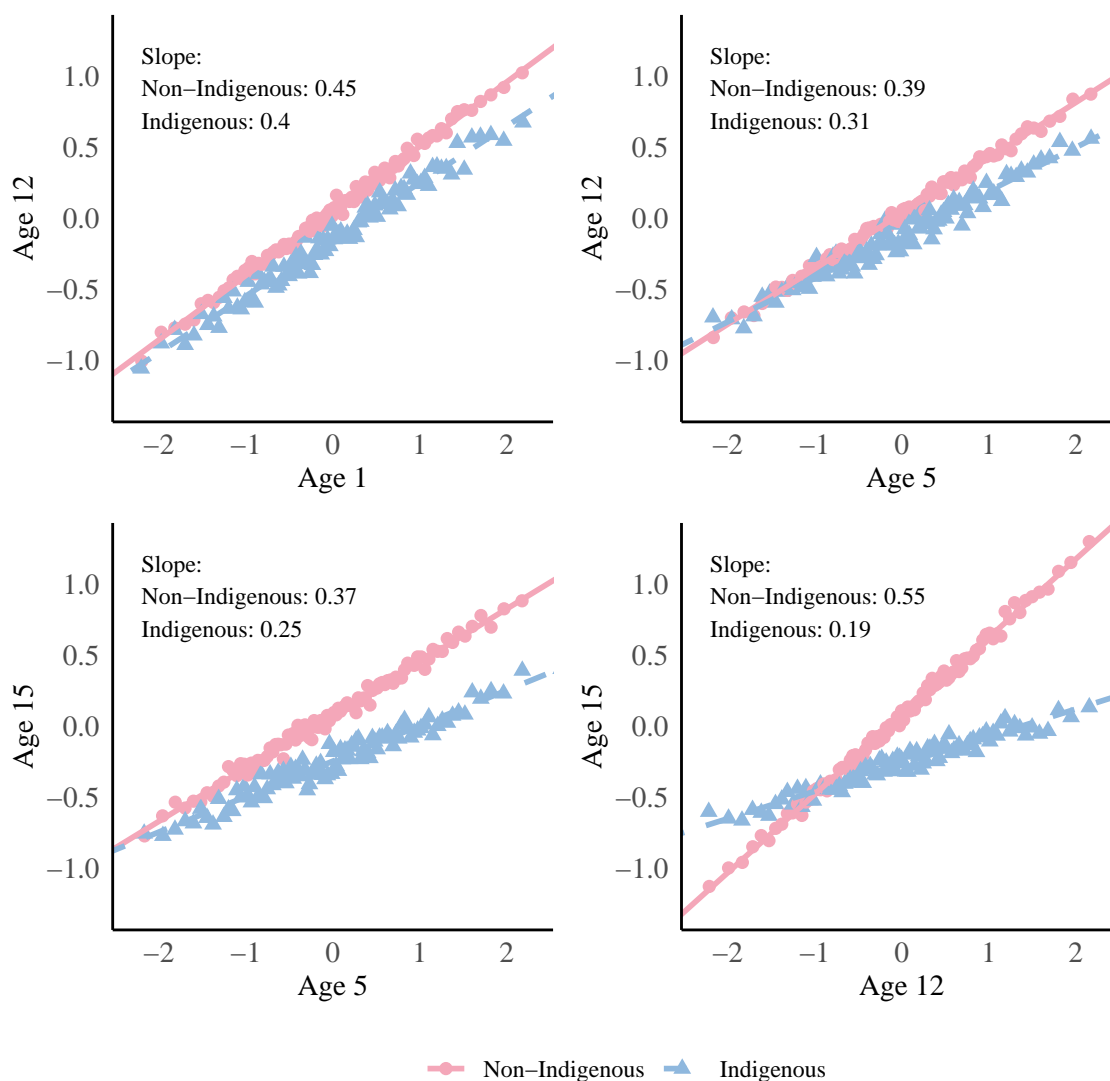 Slope:
Non−Indigenous: 0.45
Indigenous: 0.4
Age 12
1.0
0.5
0.0
−0.5
−1.0
−2 −1 0 1 2
Age 1
Slope:
Non−Indigenous: 0.39
Indigenous: 0.31
Age 12
1.0
0.5
0.0
−0.5
−1.0
−2 −1 0 1 2
Age 5
Slope:
Non−Indigenous: 0.37
Indigenous: 0.25
Age 15
1.0
0.5
0.0
−0.5
−1.0
−2 −1 0 1 2
Age 5
Slope:
Non−Indigenous: 0.55
Indigenous: 0.19
Age 15
1.0
0.5
0.0
−0.5
−1.0
−2 −1 0 1 2
Age 12
Non−Indigenous Indigenous